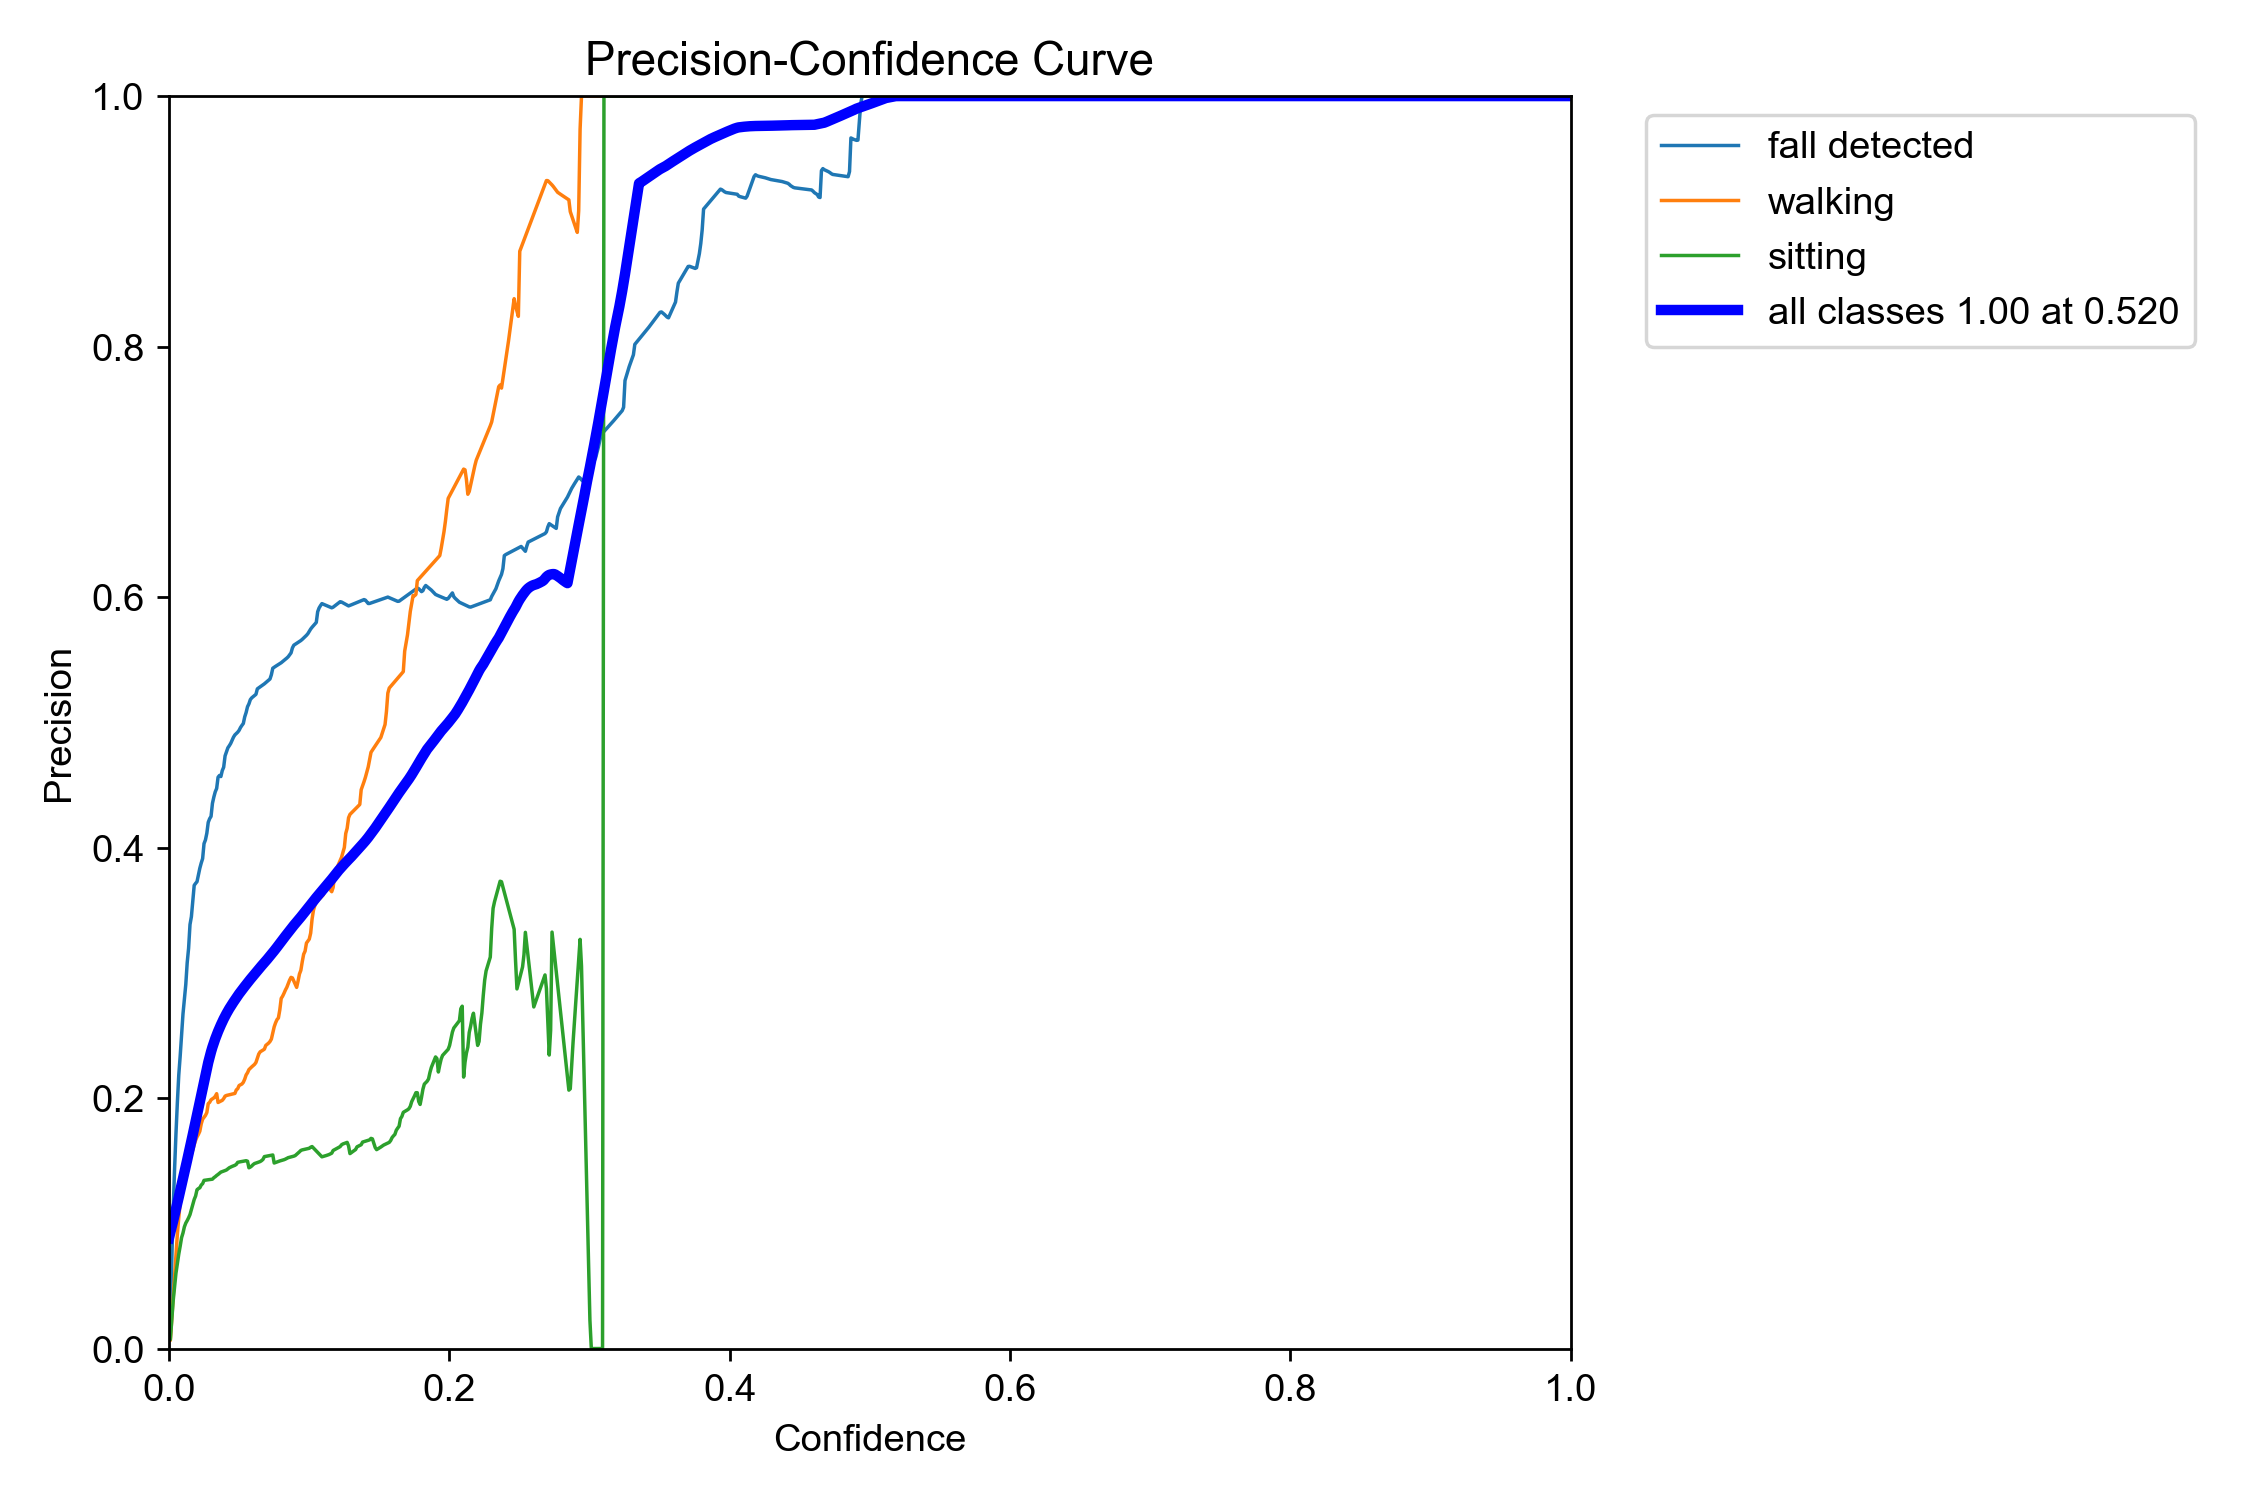 Precision-Confidence Curve
1.0
0.8
0.6
0.4
0.2
0.0
Precision
0.0 0.2 0.4 0.6 0.8 1.0
Confidence
fall detected
walking
sitting
all classes 1.00 at 0.520